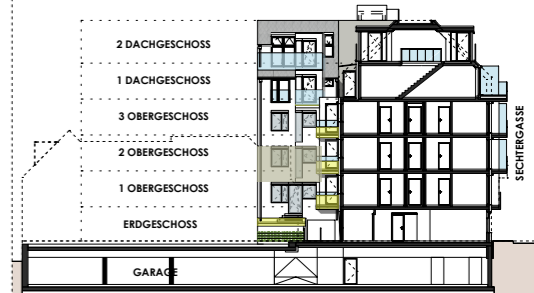 2 DACHGESCHOSS
1 DACHGESCHOSS
3 OBERGESCHOSS
2 OBERGESCHOSS
1 OBERGESCHOSS
ERDGESCHOSS
GARAGE
SECHTERGASSE